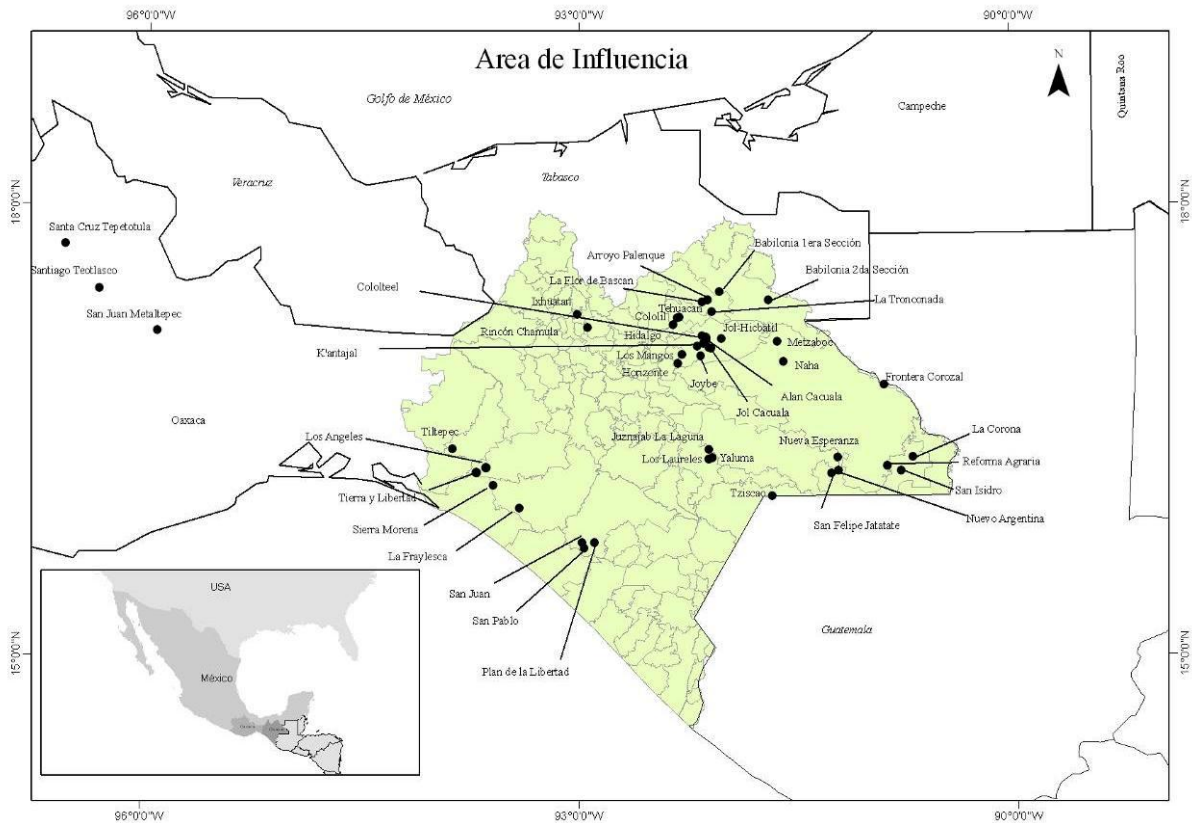 96°0'0"W
93°0'0"W
90°0'0"W
Area de Influencia
N
Quintana Roo
Golfo de México
Campeche
Veracruz
Tabasco
18°0'0"N
18°0'0"N
Santa Cruz Tepetotula
Babilonia 1era Sección
Arroyo Palenque
Santiago Teotlasco
Babilonia 2da Sección
La Flor de Bascan
Cololteel
Ixhuatan
Tehuacan
La Tronconada
San Juan Metaltepec
Cololil
Rincón Chamula
Hidalgo
Jol-Hicbatil
Metzaboc
K'antajal
Los Mangos
Naha
Horizonte
Joybe
Frontera Corozal
Alan Cacuala
Jol Cacuala
Oaxaca
Tiltepec
Los Angeles
Juznajab La Laguna
Nueva Esperanza
La Corona
Los Laureles
Yaluma
Reforma Agraria
San Isidro
Tierra y Libertad
Tziscao
Nuevo Argentina
San Felipe Jatatate
Sierra Morena
La Fraylesca
San Juan
San Pablo
Plan de la Libertad
Guatemala
USA
México
15°0'0"N
15°0'0"N
96°0'0"W
93°0'0"W
90°0'0"W